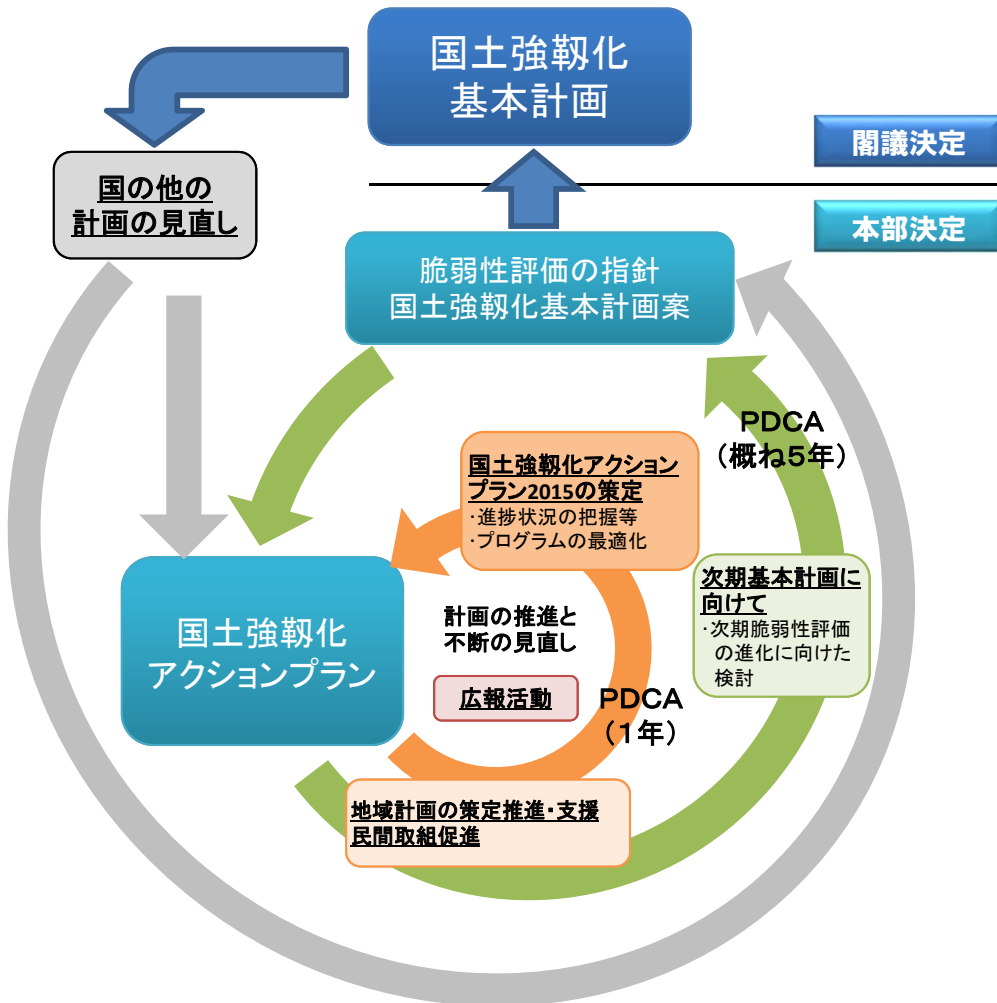 国土強靱化
基本計画
閣議決定
国の他の
計画の見直し
本部決定
脆弱性評価の指針
国土強靱化基本計画案
PDCA
（概ね５年）
国土強靱化アクション
プラン2015の策定
・進捗状況の把握等
・プログラムの最適化
次期基本計画に
向けて
・次期脆弱性評価
の進化に向けた
検討
計画の推進と
不断の見直し
国土強靱化
アクションプラン
広報活動
PDCA
（１年）
地域計画の策定推進・支援
民間取組促進